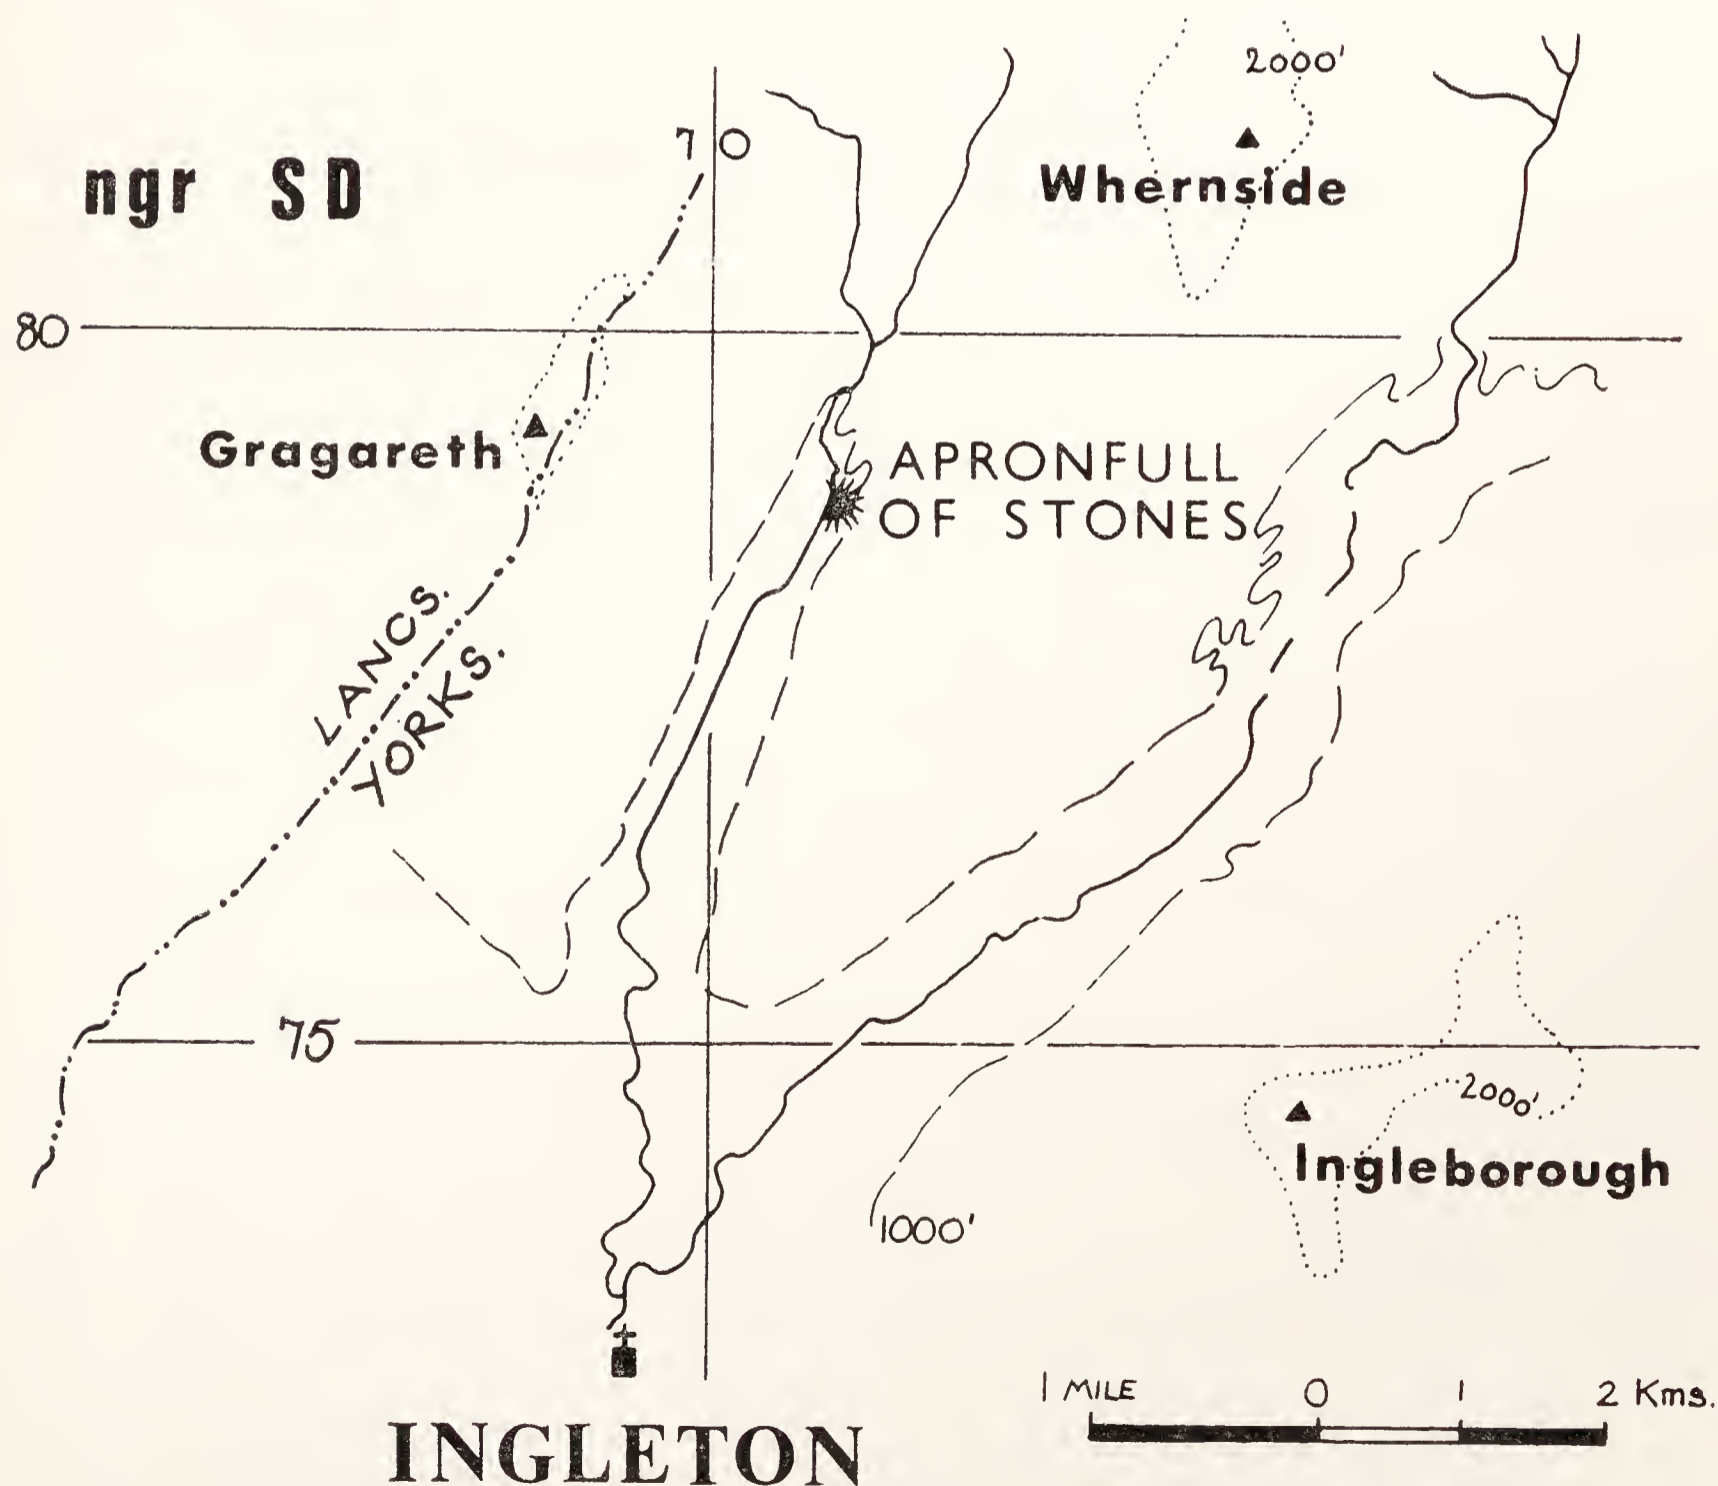 2000'
70
ngr SD
Whernside
80
Gragareth
APRONFULL
OF STONES
LANCS.
YORKS.
75
2000'
Ingleborough
1000'
1 MILE 0 1 2 Kms.
INGLETON